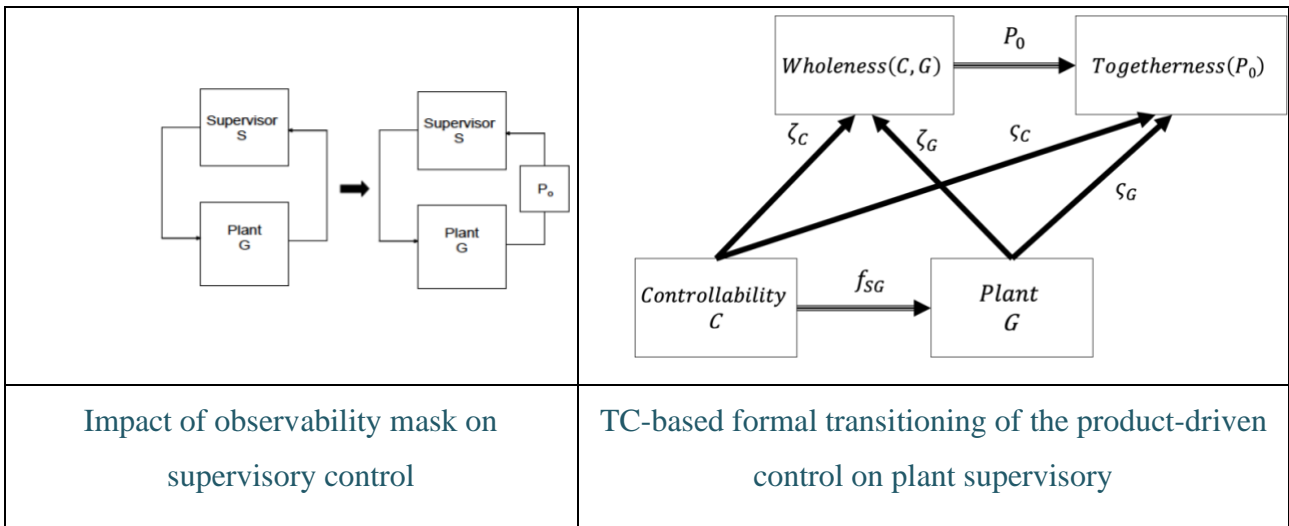 Supervisor
S
Plant
G
Supervisor
S
Pₒ
Plant
G
P₀
Wholeness(C, G)
Togetherness(P₀)
ζ_C
ζ_G
ς_C
ς_G
Controllability
C
f_SG
Plant
G
Impact of observability mask on
supervisory control
TC-based formal transitioning of the product-driven
control on plant supervisory